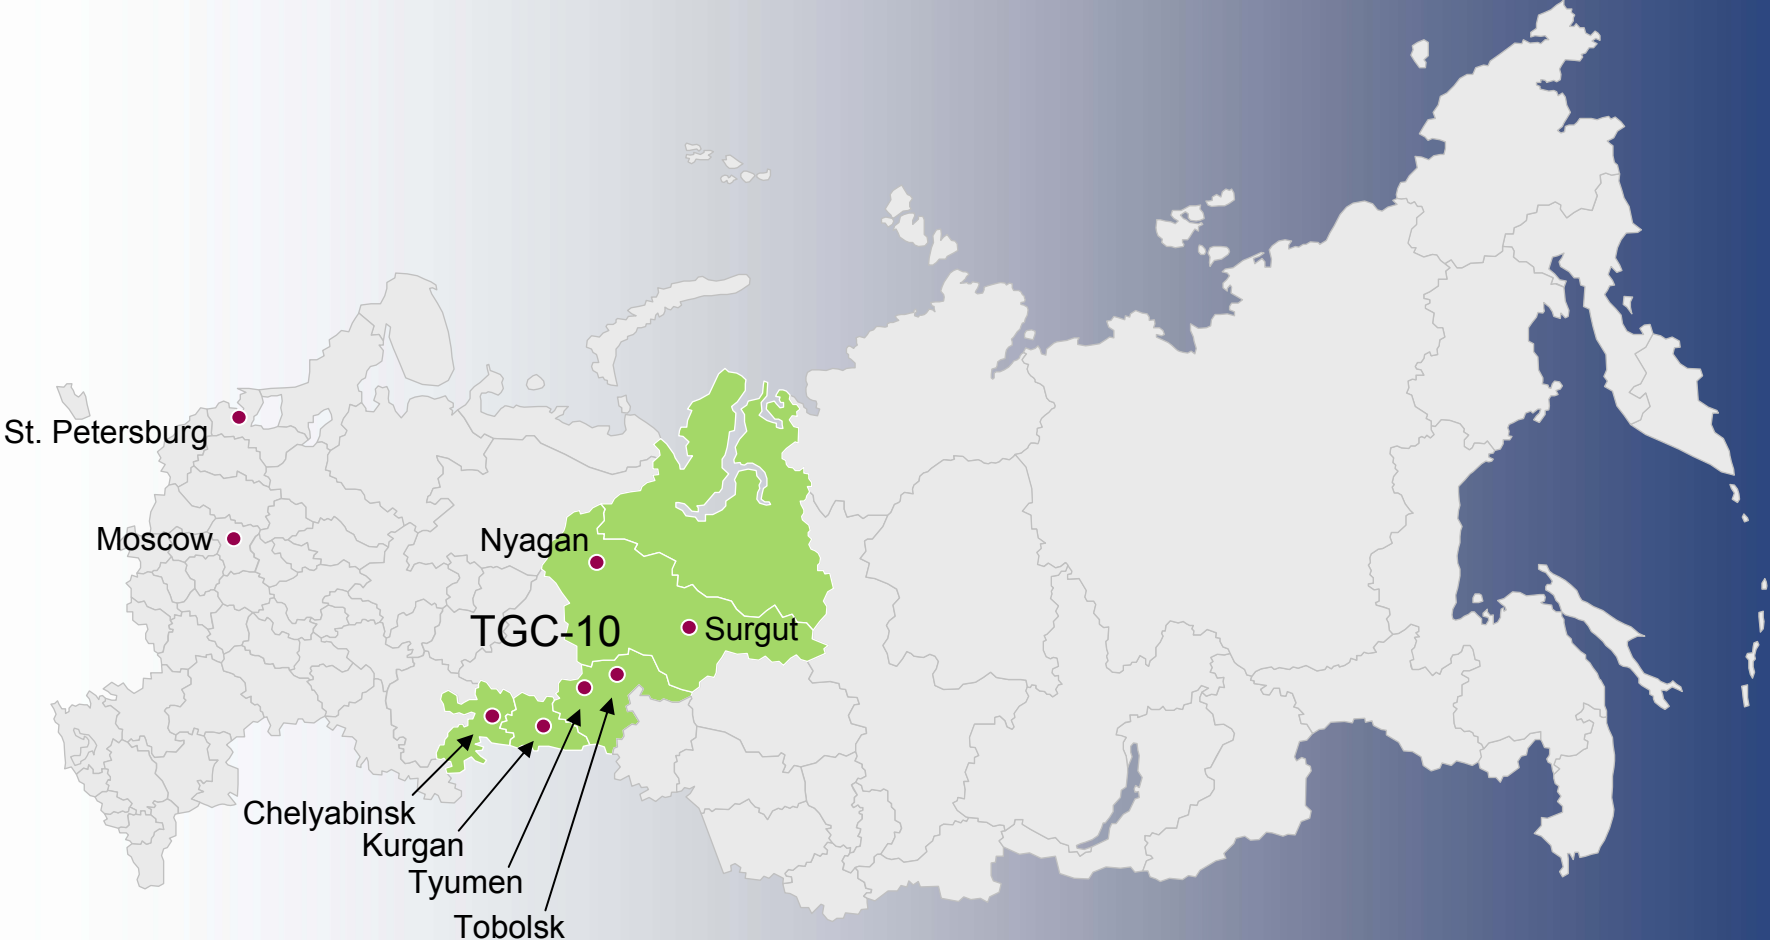 St. Petersburg
Moscow
Nyagan
TGC-10
Surgut
Chelyabinsk
Kurgan
Tyumen
Tobolsk